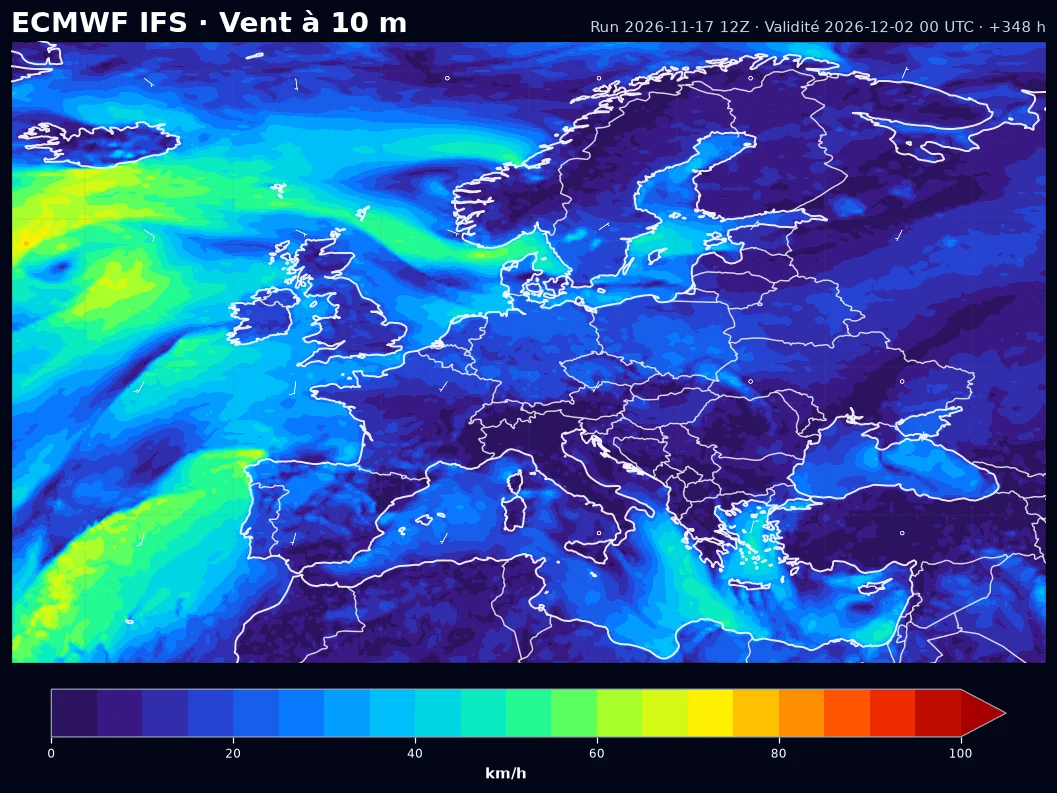 ECMWF IFS · Vent à 10 m
Run 2026-11-17 12Z · Validité 2026-12-02 00 UTC · +348 h
0 20 40 60 80 100
km/h